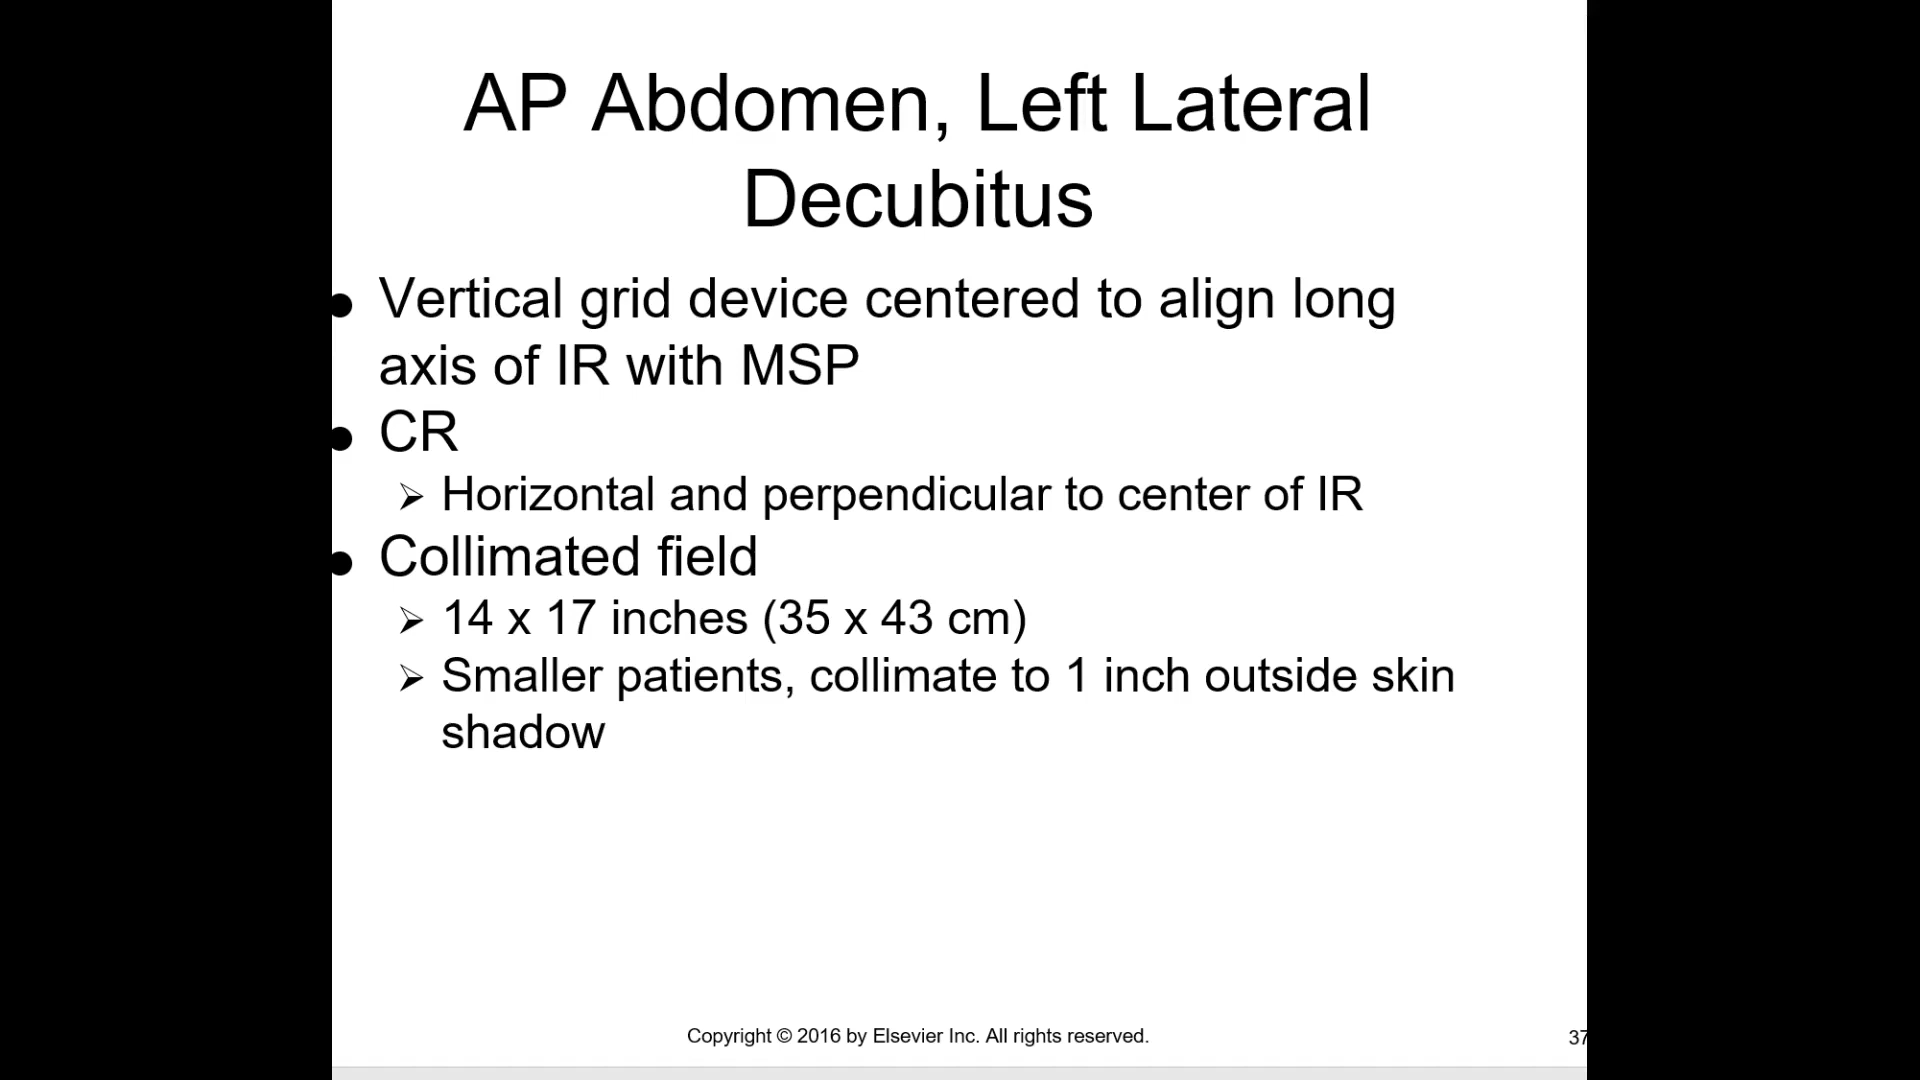 AP Abdomen, Left Lateral
Decubitus
• Vertical grid device centered to align long
axis of IR with MSP
• CR
➢ Horizontal and perpendicular to center of IR
• Collimated field
➢ 14 x 17 inches (35 x 43 cm)
➢ Smaller patients, collimate to 1 inch outside skin
shadow
Copyright © 2016 by Elsevier Inc. All rights reserved.
37